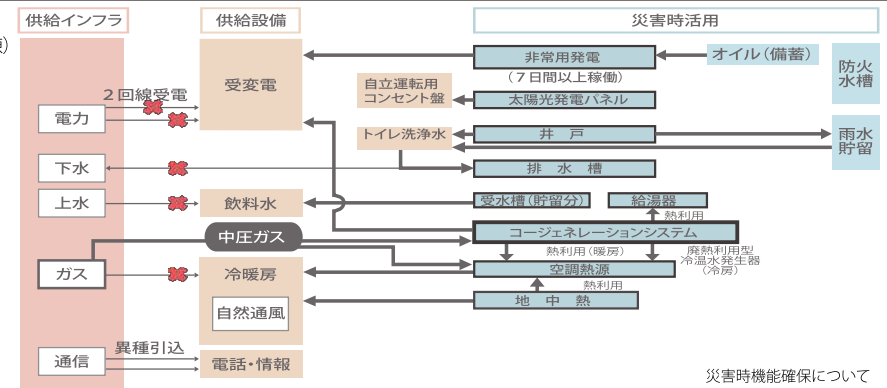 供給インフラ
供給設備
災害時活用
受変電
非常用発電
オイル(備蓄)
(7日間以上稼働)
防火
水槽
2回線受電
自立運転用
コンセント盤
太陽光発電パネル
電力
トイレ洗浄水
井戸
雨水
貯留
下水
排水槽
上水
飲料水
受水槽(貯留分)
給湯器
熱利用
中圧ガス
コージェネレーションシステム
熱利用(暖房)
廃熱利用型
冷温水発生器
(冷房)
ガス
冷暖房
空調熱源
熱利用
自然通風
地中熱
異種引込
通信
電話・情報
災害時機能確保について